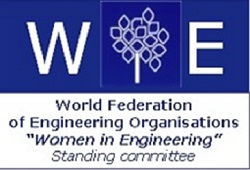 W E
World Federation
of Engineering Organisations
"Women in Engineering"
Standing committee